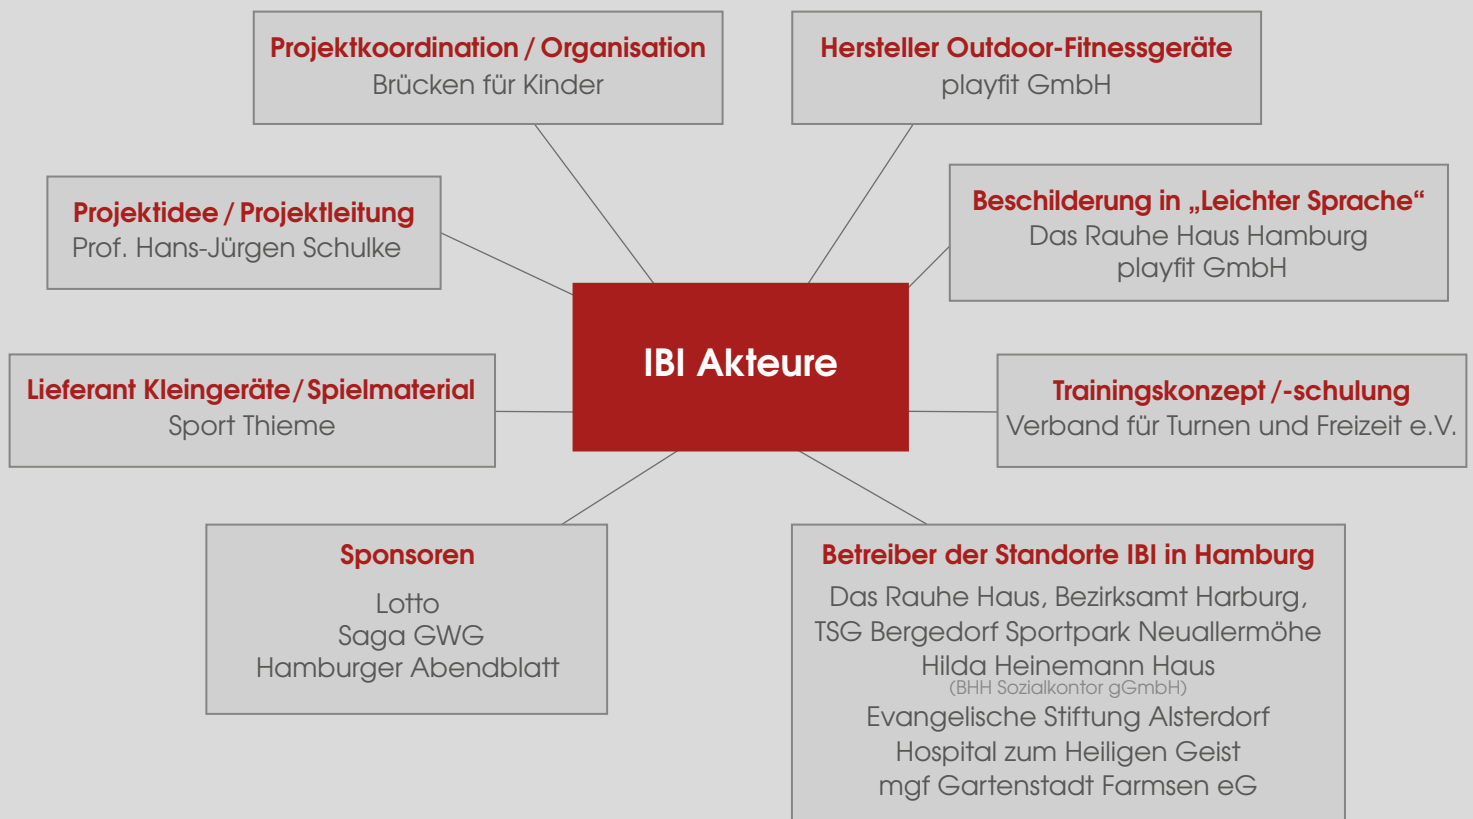 Projektkoordination / Organisation
Brücken für Kinder
Hersteller Outdoor-Fitnessgeräte
playfit GmbH
Projektidee / Projektleitung
Prof. Hans-Jürgen Schulke
Beschilderung in „Leichter Sprache“
Das Rauhe Haus Hamburg
playfit GmbH
IBI Akteure
Lieferant Kleingeräte / Spielmaterial
Sport Thieme
Trainingskonzept / -schulung
Verband für Turnen und Freizeit e.V.
Sponsoren
Lotto
Saga GWG
Hamburger Abendblatt
Betreiber der Standorte IBI in Hamburg
Das Rauhe Haus, Bezirksamt Harburg,
TSG Bergedorf Sportpark Neuallermöhe
Hilda Heinemann Haus
(BHH Sozialkontor gGmbH)
Evangelische Stiftung Alsterdorf
Hospital zum Heiligen Geist
mgf Gartenstadt Farmsen eG